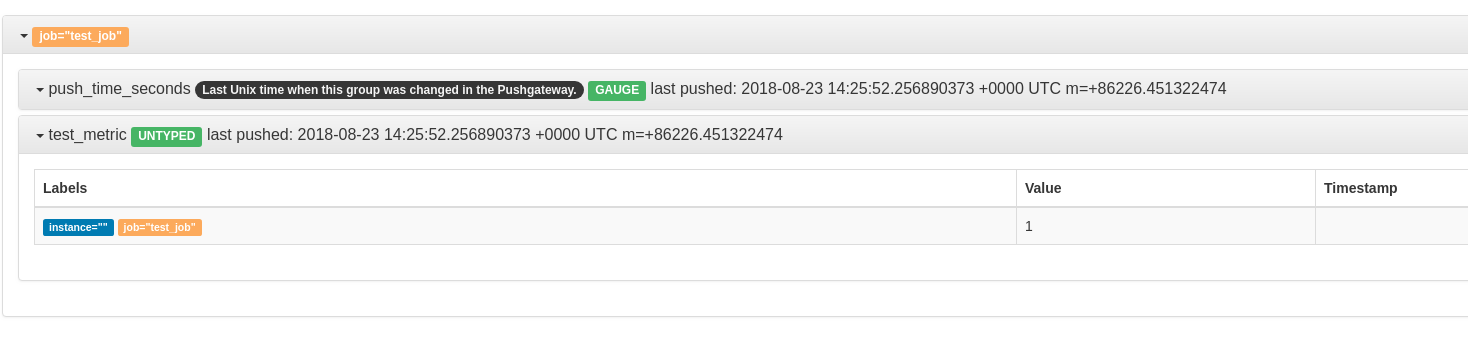 job="test_job"
push_time_seconds Last Unix time when this group was changed in the Pushgateway. GAUGE last pushed: 2018-08-23 14:25:52.256890373 +0000 UTC m=+86226.451322474
test_metric UNTYPED last pushed: 2018-08-23 14:25:52.256890373 +0000 UTC m=+86226.451322474
Labels Value Timestamp
instance="" job="test_job" 1